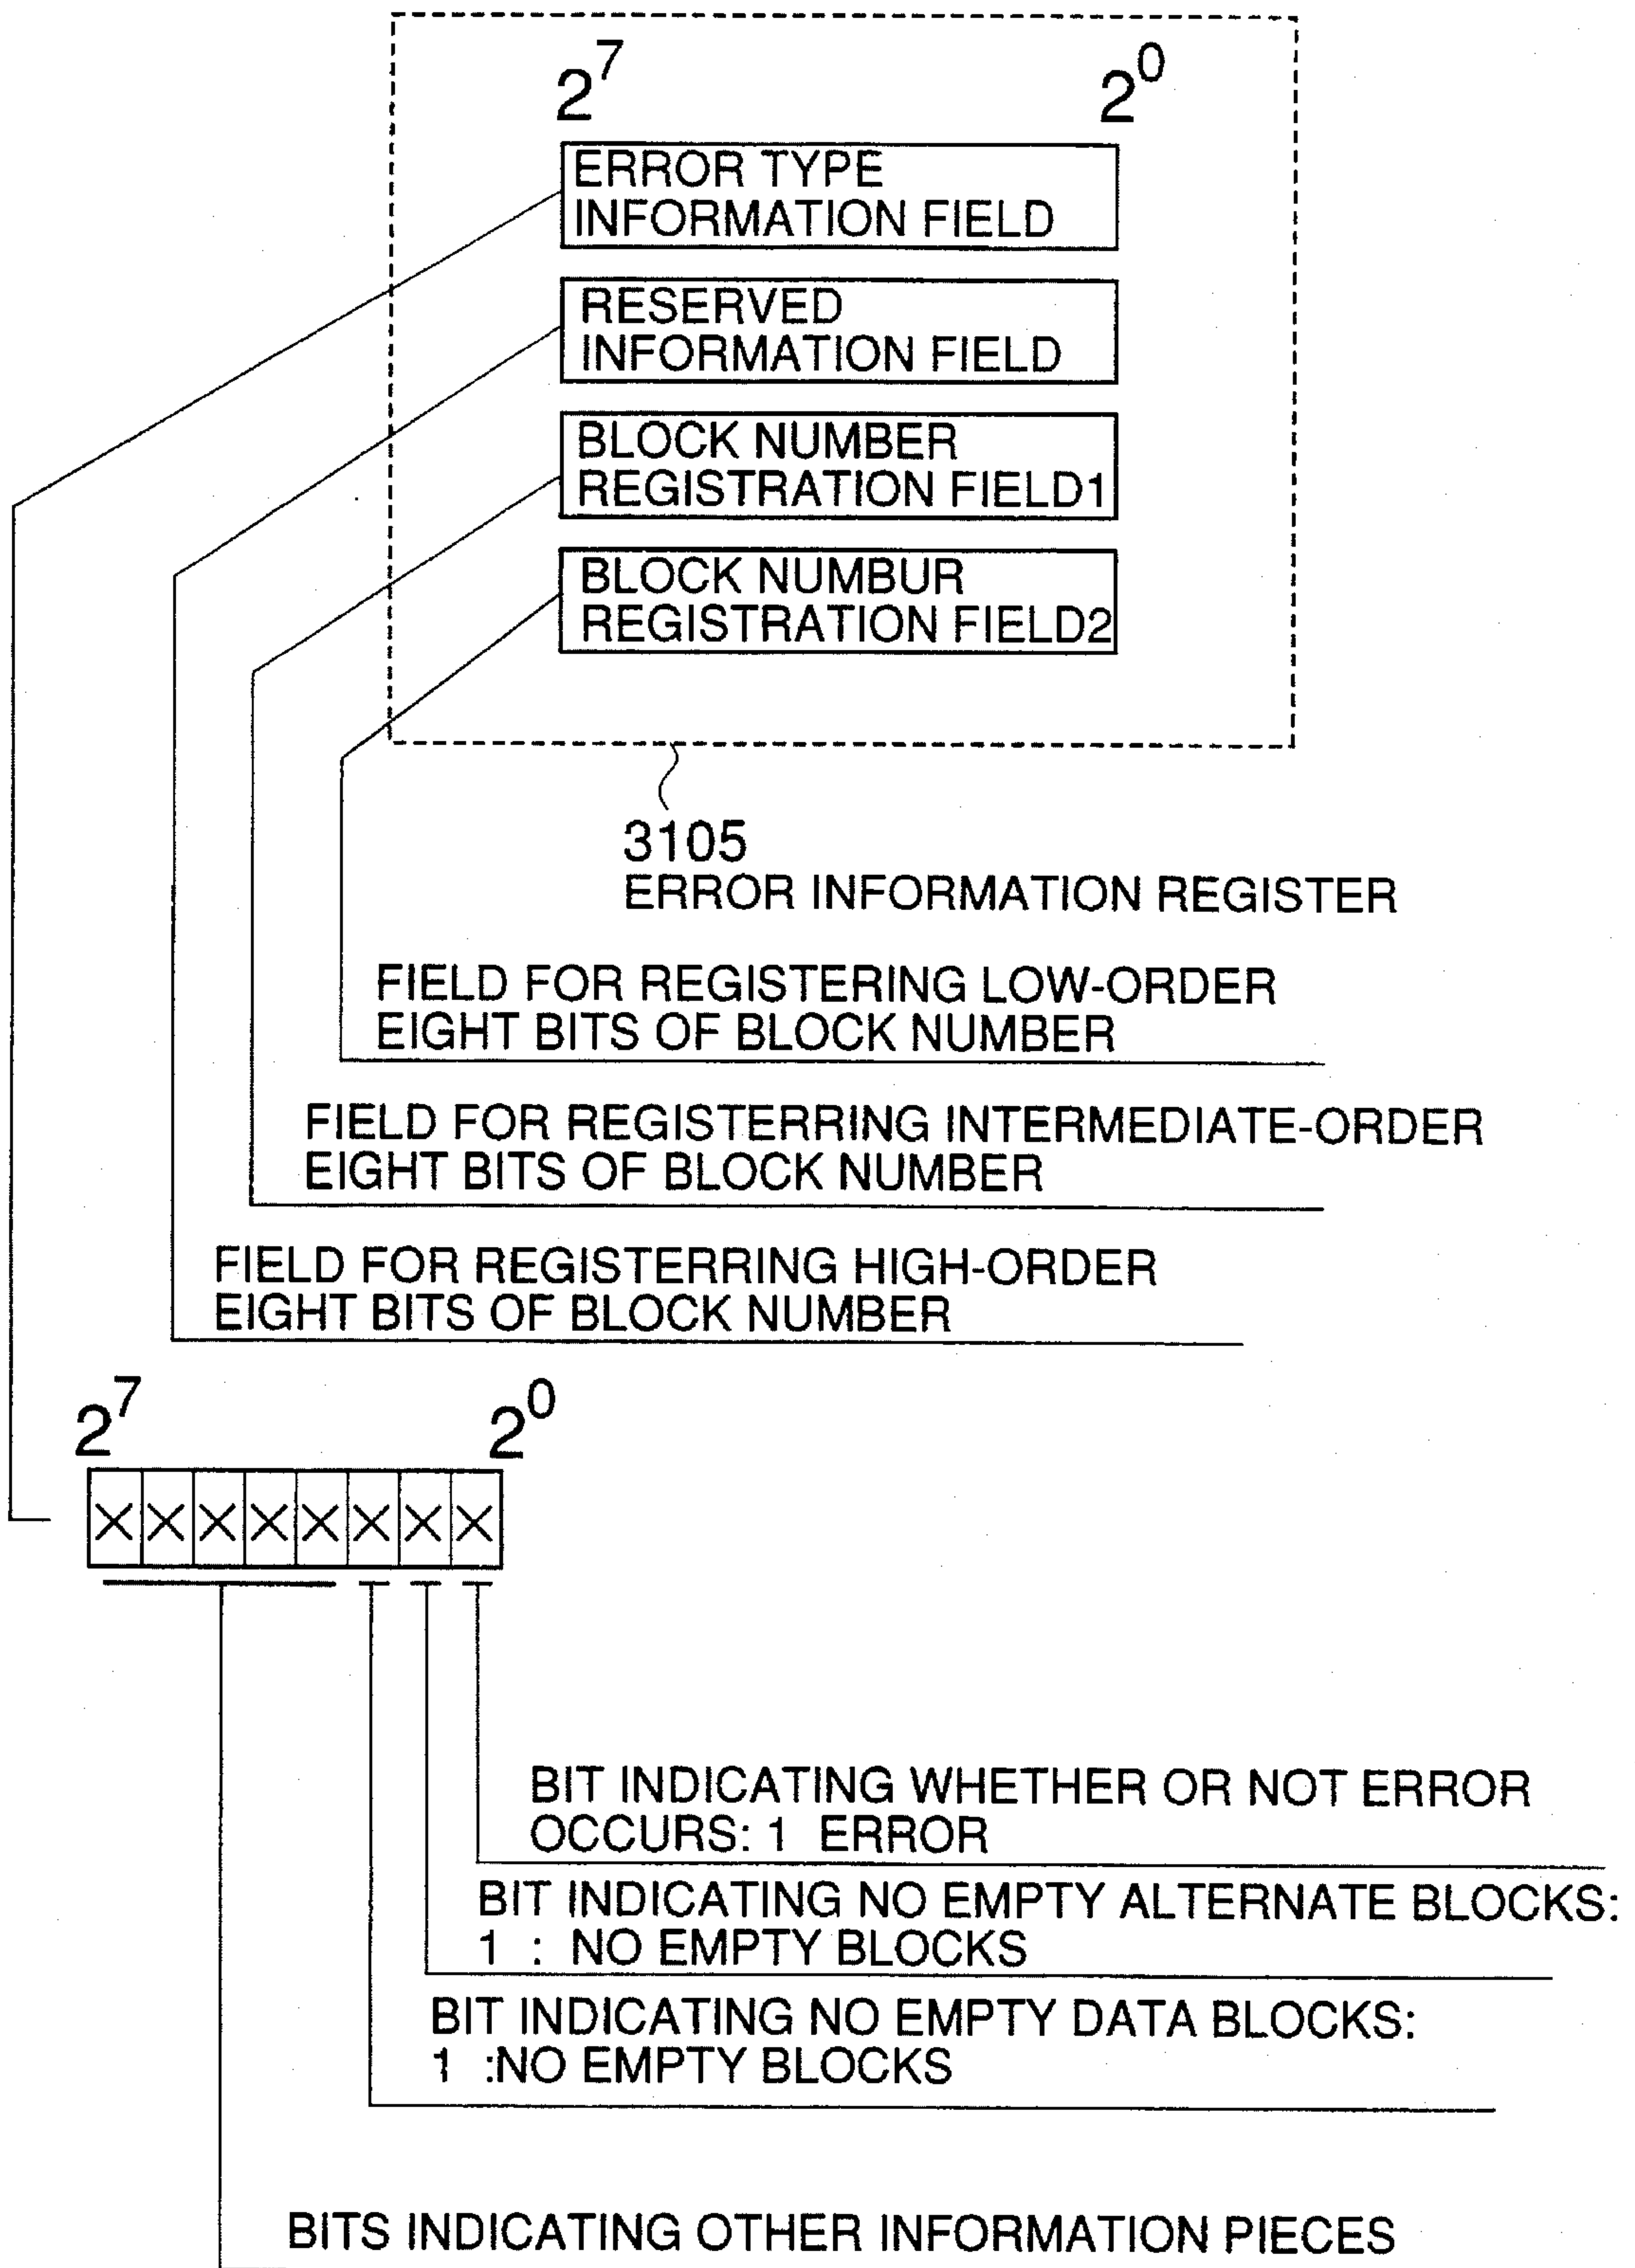 2^7 2^0
ERROR TYPE
INFORMATION FIELD
RESERVED
INFORMATION FIELD
BLOCK NUMBER
REGISTRATION FIELD1
BLOCK NUMBUR
REGISTRATION FIELD2
3105
ERROR INFORMATION REGISTER
FIELD FOR REGISTERING LOW-ORDER
EIGHT BITS OF BLOCK NUMBER
FIELD FOR REGISTERRING INTERMEDIATE-ORDER
EIGHT BITS OF BLOCK NUMBER
FIELD FOR REGISTERRING HIGH-ORDER
EIGHT BITS OF BLOCK NUMBER
2^7 2^0
X X X X X X X X
BIT INDICATING WHETHER OR NOT ERROR
OCCURS: 1 ERROR
BIT INDICATING NO EMPTY ALTERNATE BLOCKS:
1 : NO EMPTY BLOCKS
BIT INDICATING NO EMPTY DATA BLOCKS:
1 :NO EMPTY BLOCKS
BITS INDICATING OTHER INFORMATION PIECES